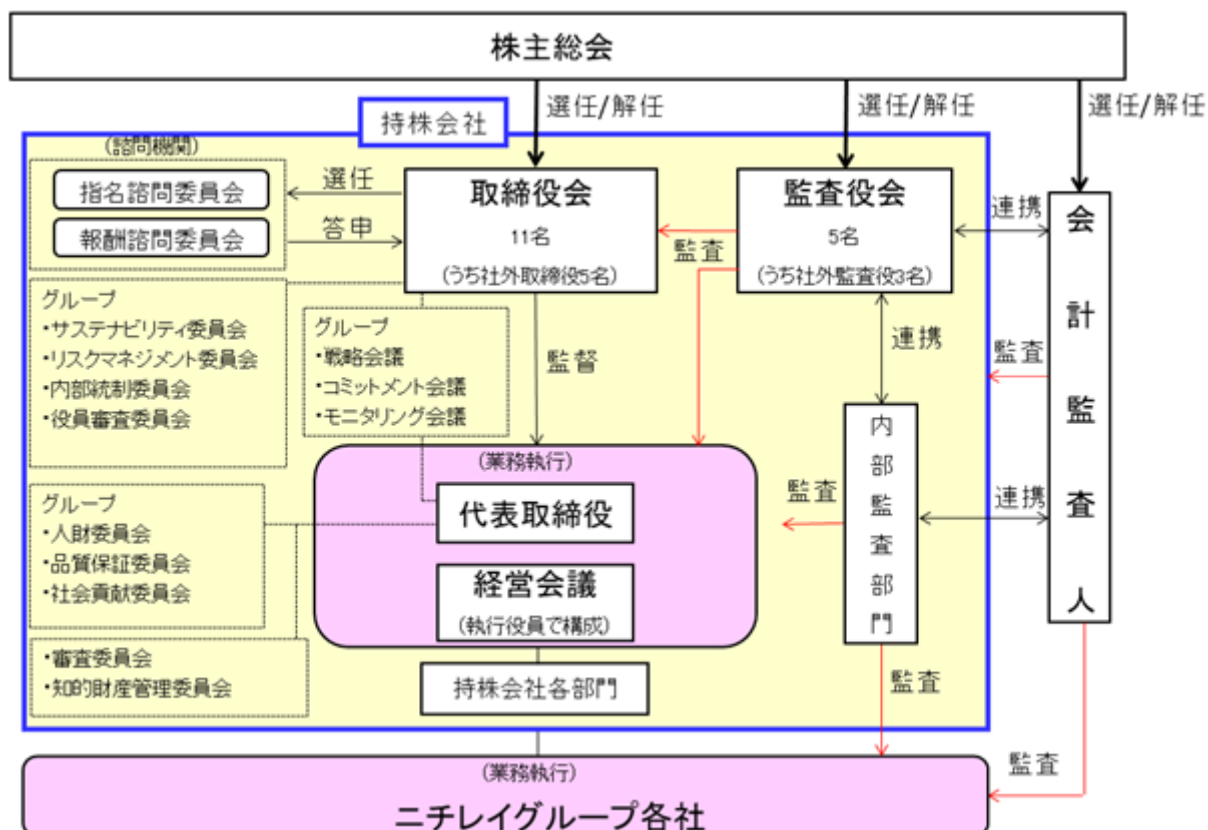 株主総会
選任/解任
選任/解任
選任/解任
持株会社
(諮問機関)
指名諮問委員会
報酬諮問委員会
選任
答申
取締役会
11名
(うち社外取締役5名)
監査
監査役会
5名
(うち社外監査役3名)
連携
会計監査人
グループ
・サステナビリティ委員会
・リスクマネジメント委員会
・内部統制委員会
・役員審査委員会
グループ
・戦略会議
・コミットメント会議
・モニタリング会議
監督
連携
監査
内部監査部門
(業務執行)
代表取締役
経営会議
(執行役員で構成)
監査
連携
グループ
・人財委員会
・品質保証委員会
・社会貢献委員会
・審査委員会
・知的財産管理委員会
持株会社各部門
監査
監査
(業務執行)
ニチレイグループ各社